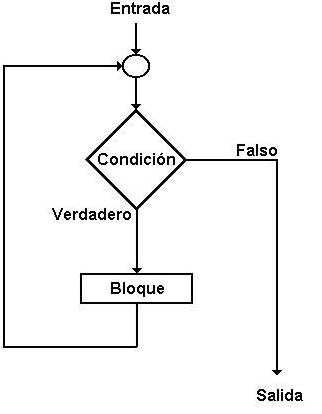 Entrada
Condición
Falso
Verdadero
Bloque
Salida